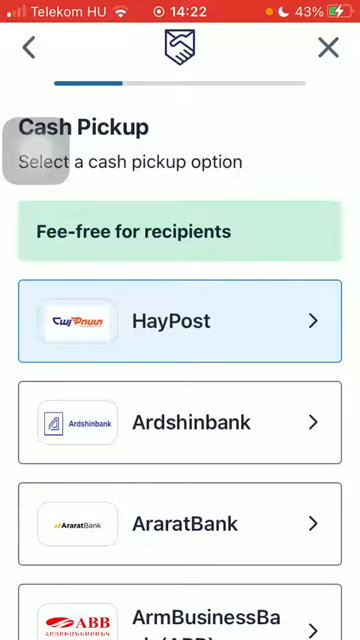 Telekom HU 14:22 43%
Cash Pickup
Select a cash pickup option
Fee-free for recipients
Հայփոստ HayPost
Ardshinbank Ardshinbank
AraratBank AraratBank
ABB ArmBusinessBa